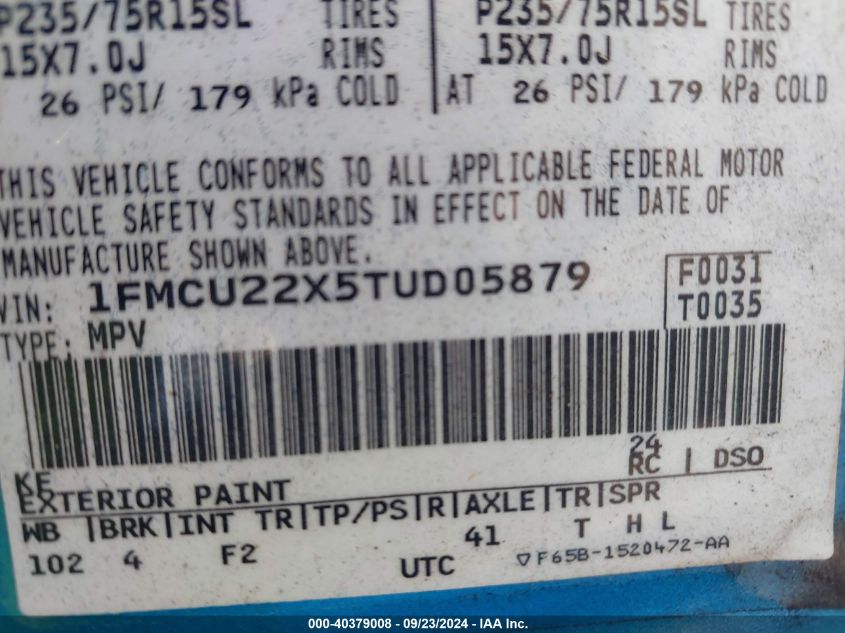 P235/75R15SL TIRES P235/75R15SL TIRES
15X7.0J RIMS 15X7.0J RIMS
26 PSI/ 179 kPa COLD AT 26 PSI/ 179 kPa COLD
THIS VEHICLE CONFORMS TO ALL APPLICABLE FEDERAL MOTOR
VEHICLE SAFETY STANDARDS IN EFFECT ON THE DATE OF
MANUFACTURE SHOWN ABOVE.
VIN: 1FMCU22X5TUD05879 F0031
TYPE: MPV T0035
24
KE RC | DSO
EXTERIOR PAINT
WB |BRK|INT TR|TP/PS|R|AXLE|TR|SPR
102 4 F2 41 T H L
UTC ▽F65B-1520472-AA
000-40379008 - 09/23/2024 - IAA Inc.